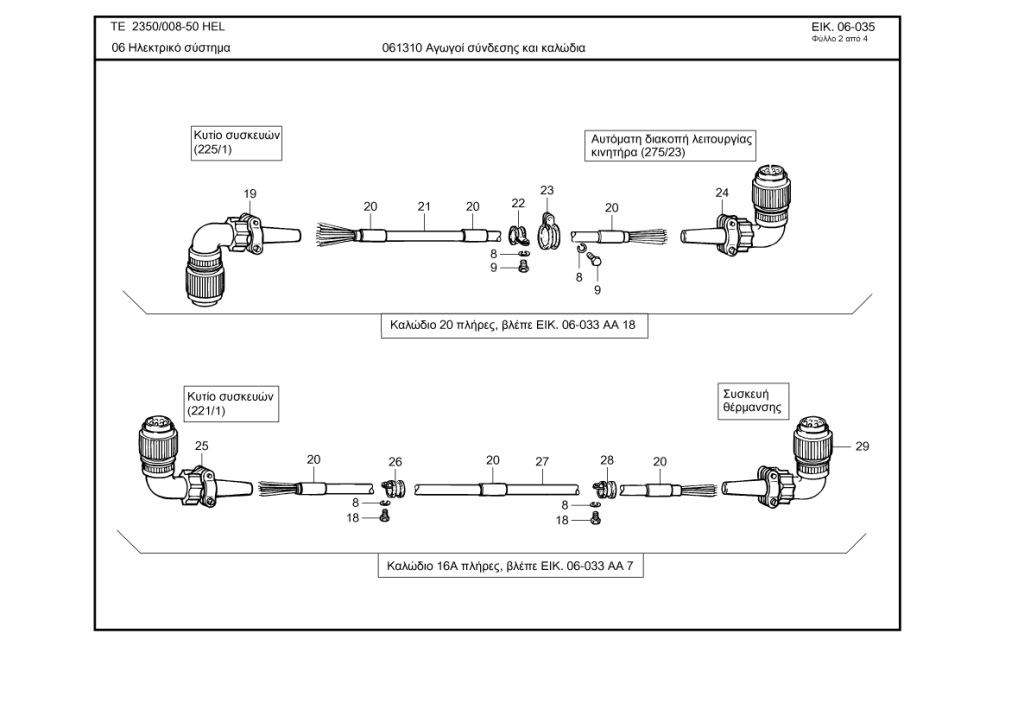 TE 2350/008-50 HEL
ΕΙΚ. 06-035
Φύλλο 2 από 4
06 Ηλεκτρικό σύστημα
061310 Αγωγοί σύνδεσης και καλώδια
Κυτίο συσκευών
(225/1)
Αυτόματη διακοπή λειτουργίας
κινητήρα (275/23)
19
20
21
20
22
23
20
24
8
9
8
9
Καλώδιο 20 πλήρες, βλέπε ΕΙΚ. 06-033 ΑΑ 18
Κυτίο συσκευών
(221/1)
Συσκευή
θέρμανσης
25
20
26
20
27
28
20
29
8
18
8
18
Καλώδιο 16Α πλήρες, βλέπε ΕΙΚ. 06-033 ΑΑ 7